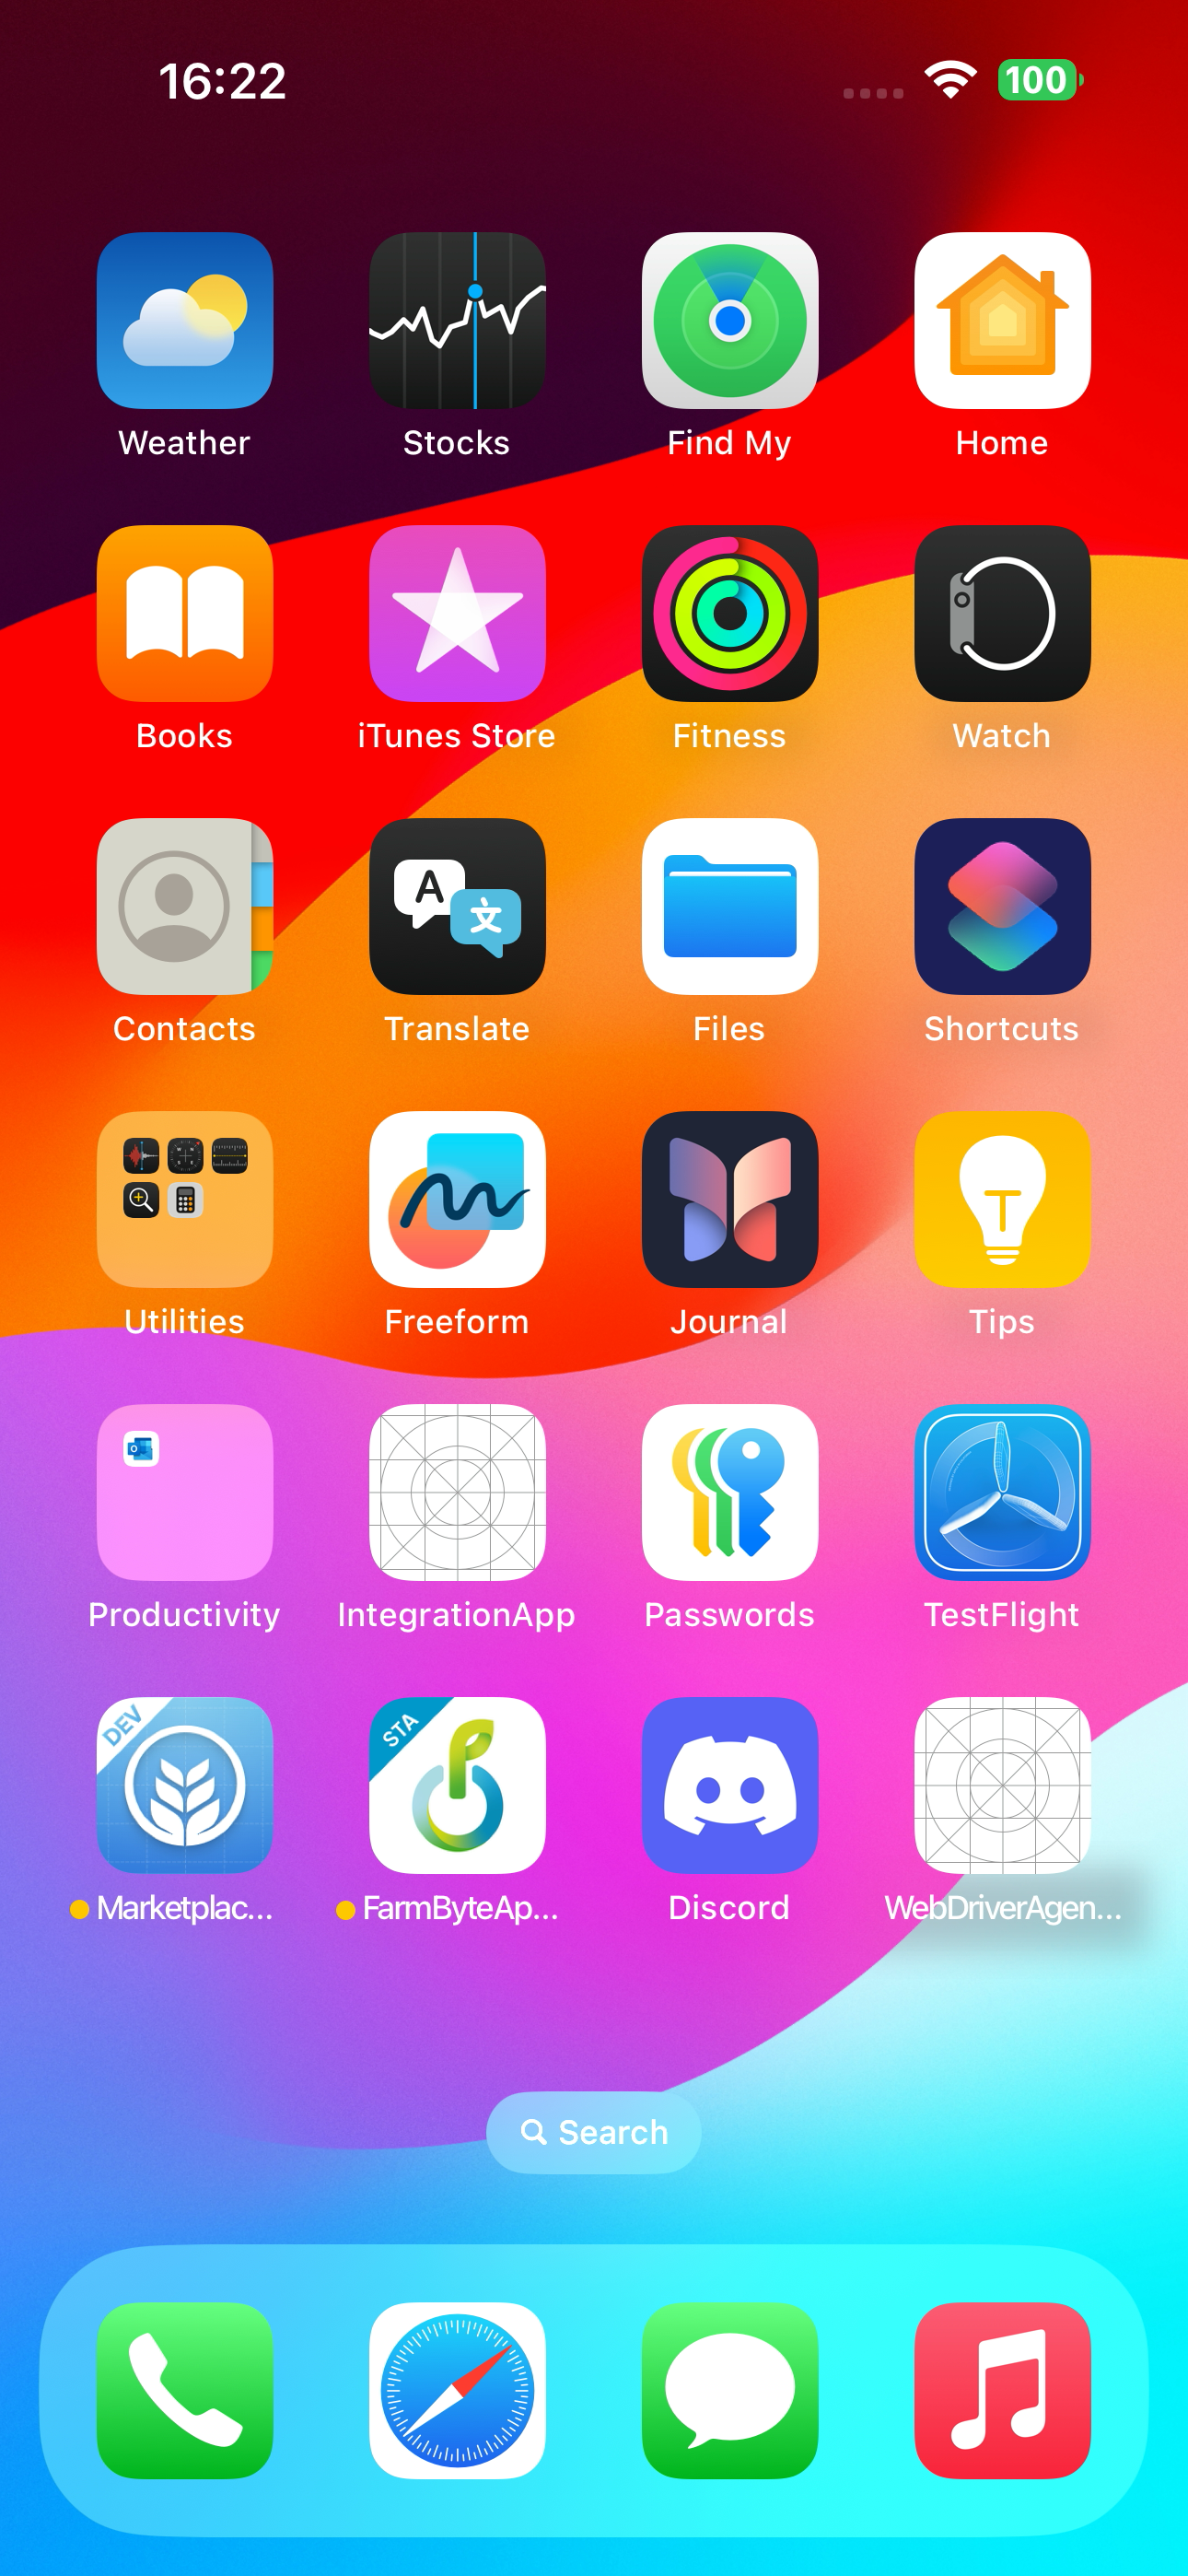 16:22
100
Weather
Stocks
Find My
Home
Books
iTunes Store
Fitness
Watch
A
文
Contacts
Translate
Files
Shortcuts
Utilities
Freeform
Journal
Tips
Productivity
IntegrationApp
Passwords
TestFlight
DEV
STA
Marketplac...
FarmByteAp...
Discord
WebDriverAgen...
Search